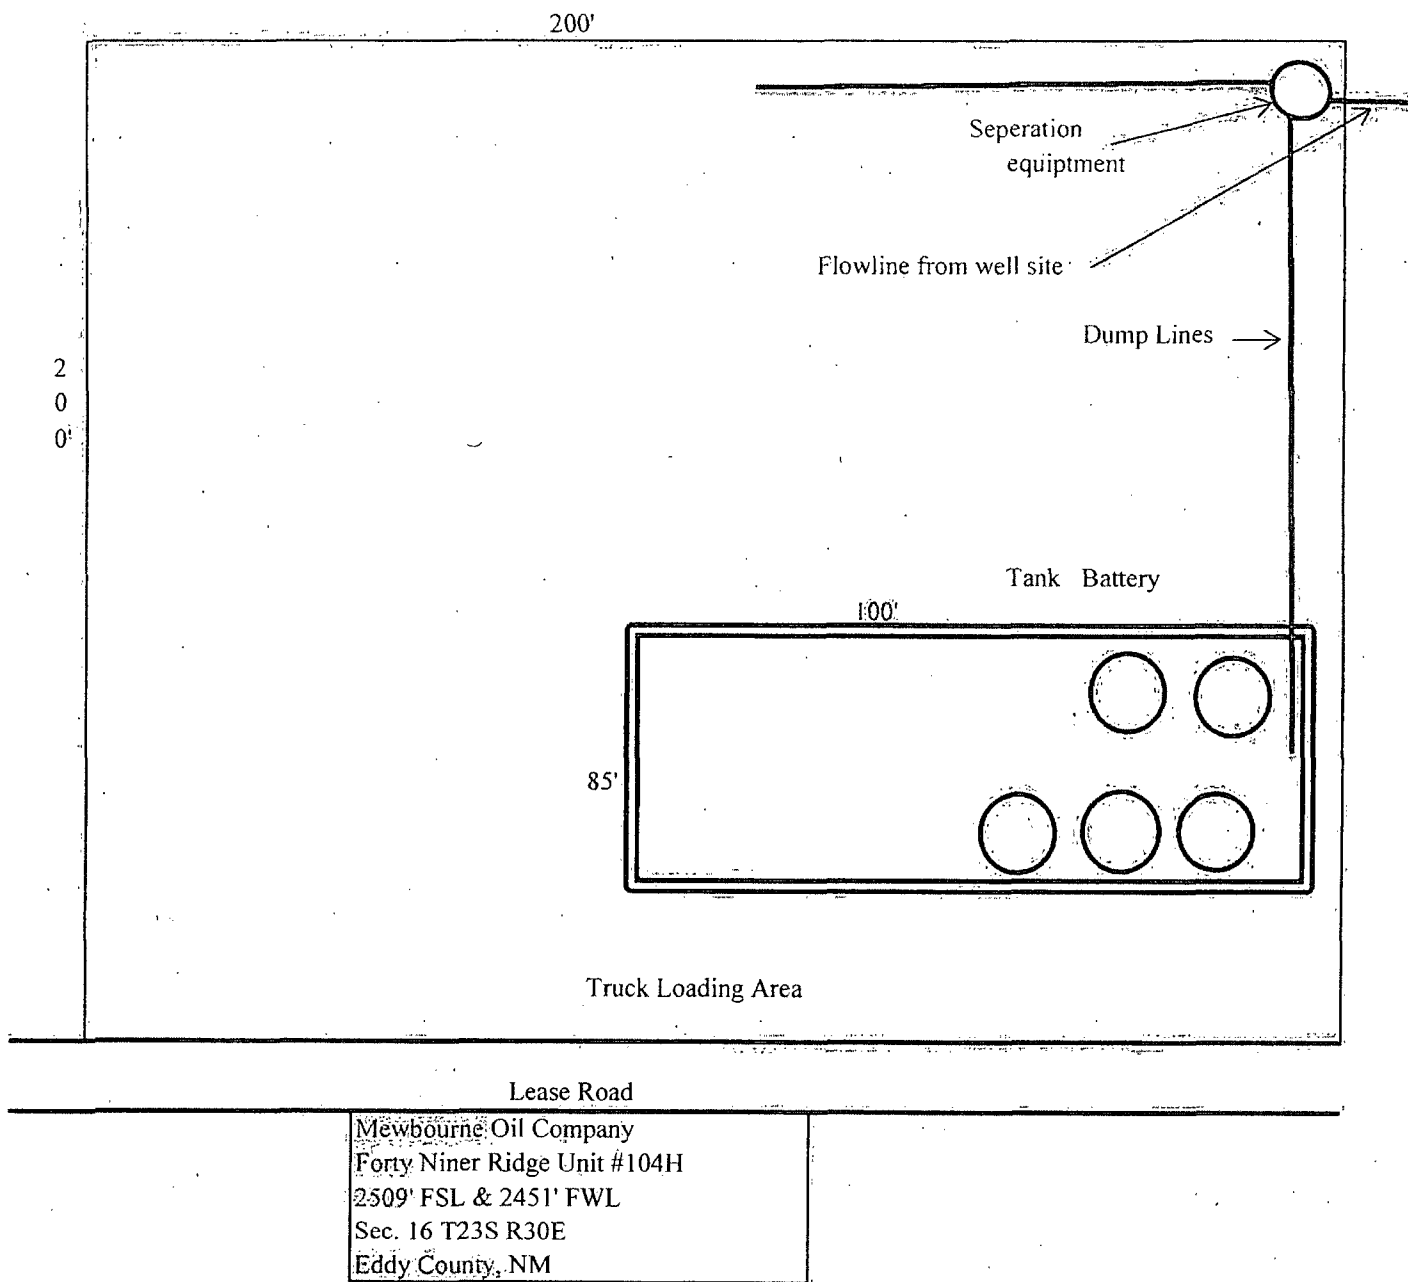 200'
Seperation
equiptment
Flowline from well site
Dump Lines
2
0
0'
Tank Battery
100'
85'
Truck Loading Area
Lease Road
Mewbourne Oil Company
Forty Niner Ridge Unit #104H
2509' FSL & 2451' FWL
Sec. 16 T23S R30E
Eddy County, NM